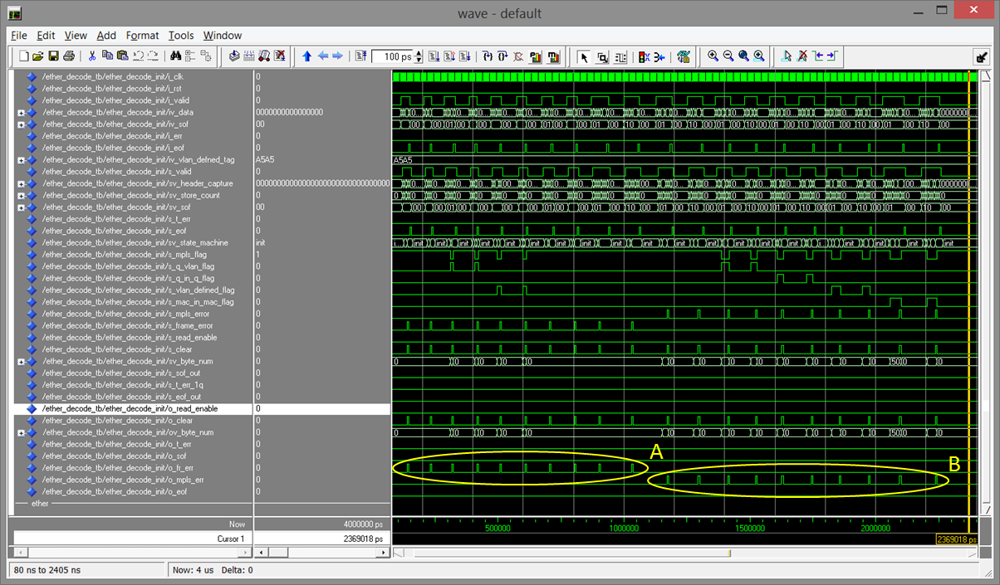 wave - default
File Edit View Add Format Tools Window
100 ps
/ether_decode_tb/ether_decode_init/i_clk 0
/ether_decode_tb/ether_decode_init/i_rst 0
/ether_decode_tb/ether_decode_init/i_valid 0
/ether_decode_tb/ether_decode_init/iv_data 0000000000000000
/ether_decode_tb/ether_decode_init/iv_sof 00
/ether_decode_tb/ether_decode_init/i_err 0
/ether_decode_tb/ether_decode_init/i_eof 0
/ether_decode_tb/ether_decode_init/iv_vlan_defned_tag A5A5 A5A5
/ether_decode_tb/ether_decode_init/s_valid 0
/ether_decode_tb/ether_decode_init/sv_header_capture
/ether_decode_tb/ether_decode_init/sv_store_count 0
/ether_decode_tb/ether_decode_init/sv_sof 00
/ether_decode_tb/ether_decode_init/s_t_err 0
/ether_decode_tb/ether_decode_init/s_eof 0
/ether_decode_tb/ether_decode_init/sv_state_machine init
/ether_decode_tb/ether_decode_init/s_mpls_flag 1
/ether_decode_tb/ether_decode_init/s_q_vlan_flag 0
/ether_decode_tb/ether_decode_init/s_q_in_q_flag 0
/ether_decode_tb/ether_decode_init/s_vlan_defined_flag 0
/ether_decode_tb/ether_decode_init/s_mac_in_mac_flag 0
/ether_decode_tb/ether_decode_init/s_mpls_error 0
/ether_decode_tb/ether_decode_init/s_frame_error 0
/ether_decode_tb/ether_decode_init/s_read_enable 0
/ether_decode_tb/ether_decode_init/s_clear 0
/ether_decode_tb/ether_decode_init/sv_byte_num 0
/ether_decode_tb/ether_decode_init/s_sof_out 0
/ether_decode_tb/ether_decode_init/s_t_err_1q 0
/ether_decode_tb/ether_decode_init/s_eof_out 0
/ether_decode_tb/ether_decode_init/o_read_enable 0
/ether_decode_tb/ether_decode_init/o_clear 0
/ether_decode_tb/ether_decode_init/ov_byte_num 0
/ether_decode_tb/ether_decode_init/o_t_err 0
/ether_decode_tb/ether_decode_init/o_sof 0
/ether_decode_tb/ether_decode_init/o_fr_err 0
/ether_decode_tb/ether_decode_init/o_mpls_err 0
/ether_decode_tb/ether_decode_init/o_eof 0
ether
A
B
Now 4000000 ps 500000 1000000 1500000 2000000
Cursor 1 2369018 ps 2369018 ps
80 ns to 2405 ns Now: 4 us Delta: 0